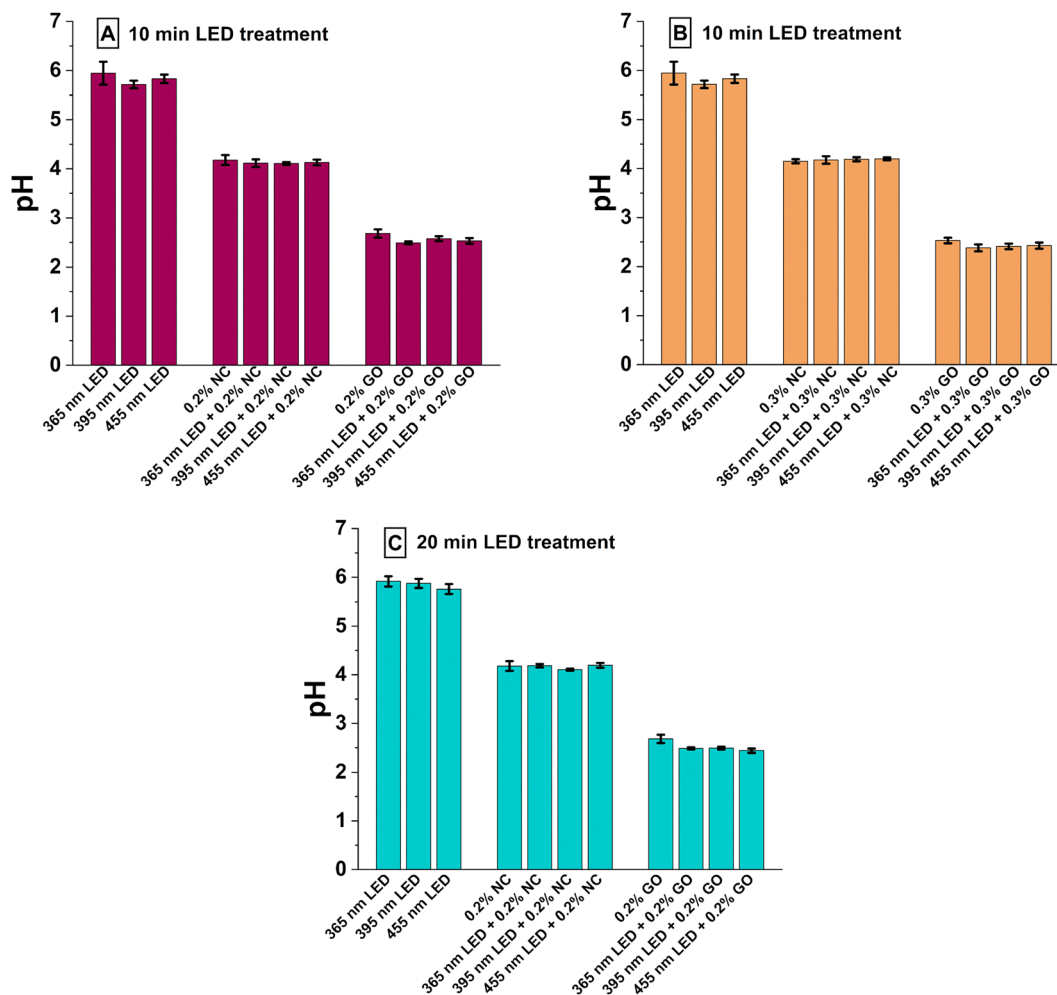 A 10 min LED treatment
pH
7
6
5
4
3
2
1
0
365 nm LED
395 nm LED
455 nm LED
0.2% NC
365 nm LED + 0.2% NC
395 nm LED + 0.2% NC
455 nm LED + 0.2% NC
0.2% GO
365 nm LED + 0.2% GO
395 nm LED + 0.2% GO
455 nm LED + 0.2% GO
B 10 min LED treatment
pH
7
6
5
4
3
2
1
0
365 nm LED
395 nm LED
455 nm LED
0.3% NC
365 nm LED + 0.3% NC
395 nm LED + 0.3% NC
455 nm LED + 0.3% NC
0.3% GO
365 nm LED + 0.3% GO
395 nm LED + 0.3% GO
455 nm LED + 0.3% GO
C 20 min LED treatment
pH
7
6
5
4
3
2
1
0
365 nm LED
395 nm LED
455 nm LED
0.2% NC
365 nm LED + 0.2% NC
395 nm LED + 0.2% NC
455 nm LED + 0.2% NC
0.2% GO
365 nm LED + 0.2% GO
395 nm LED + 0.2% GO
455 nm LED + 0.2% GO